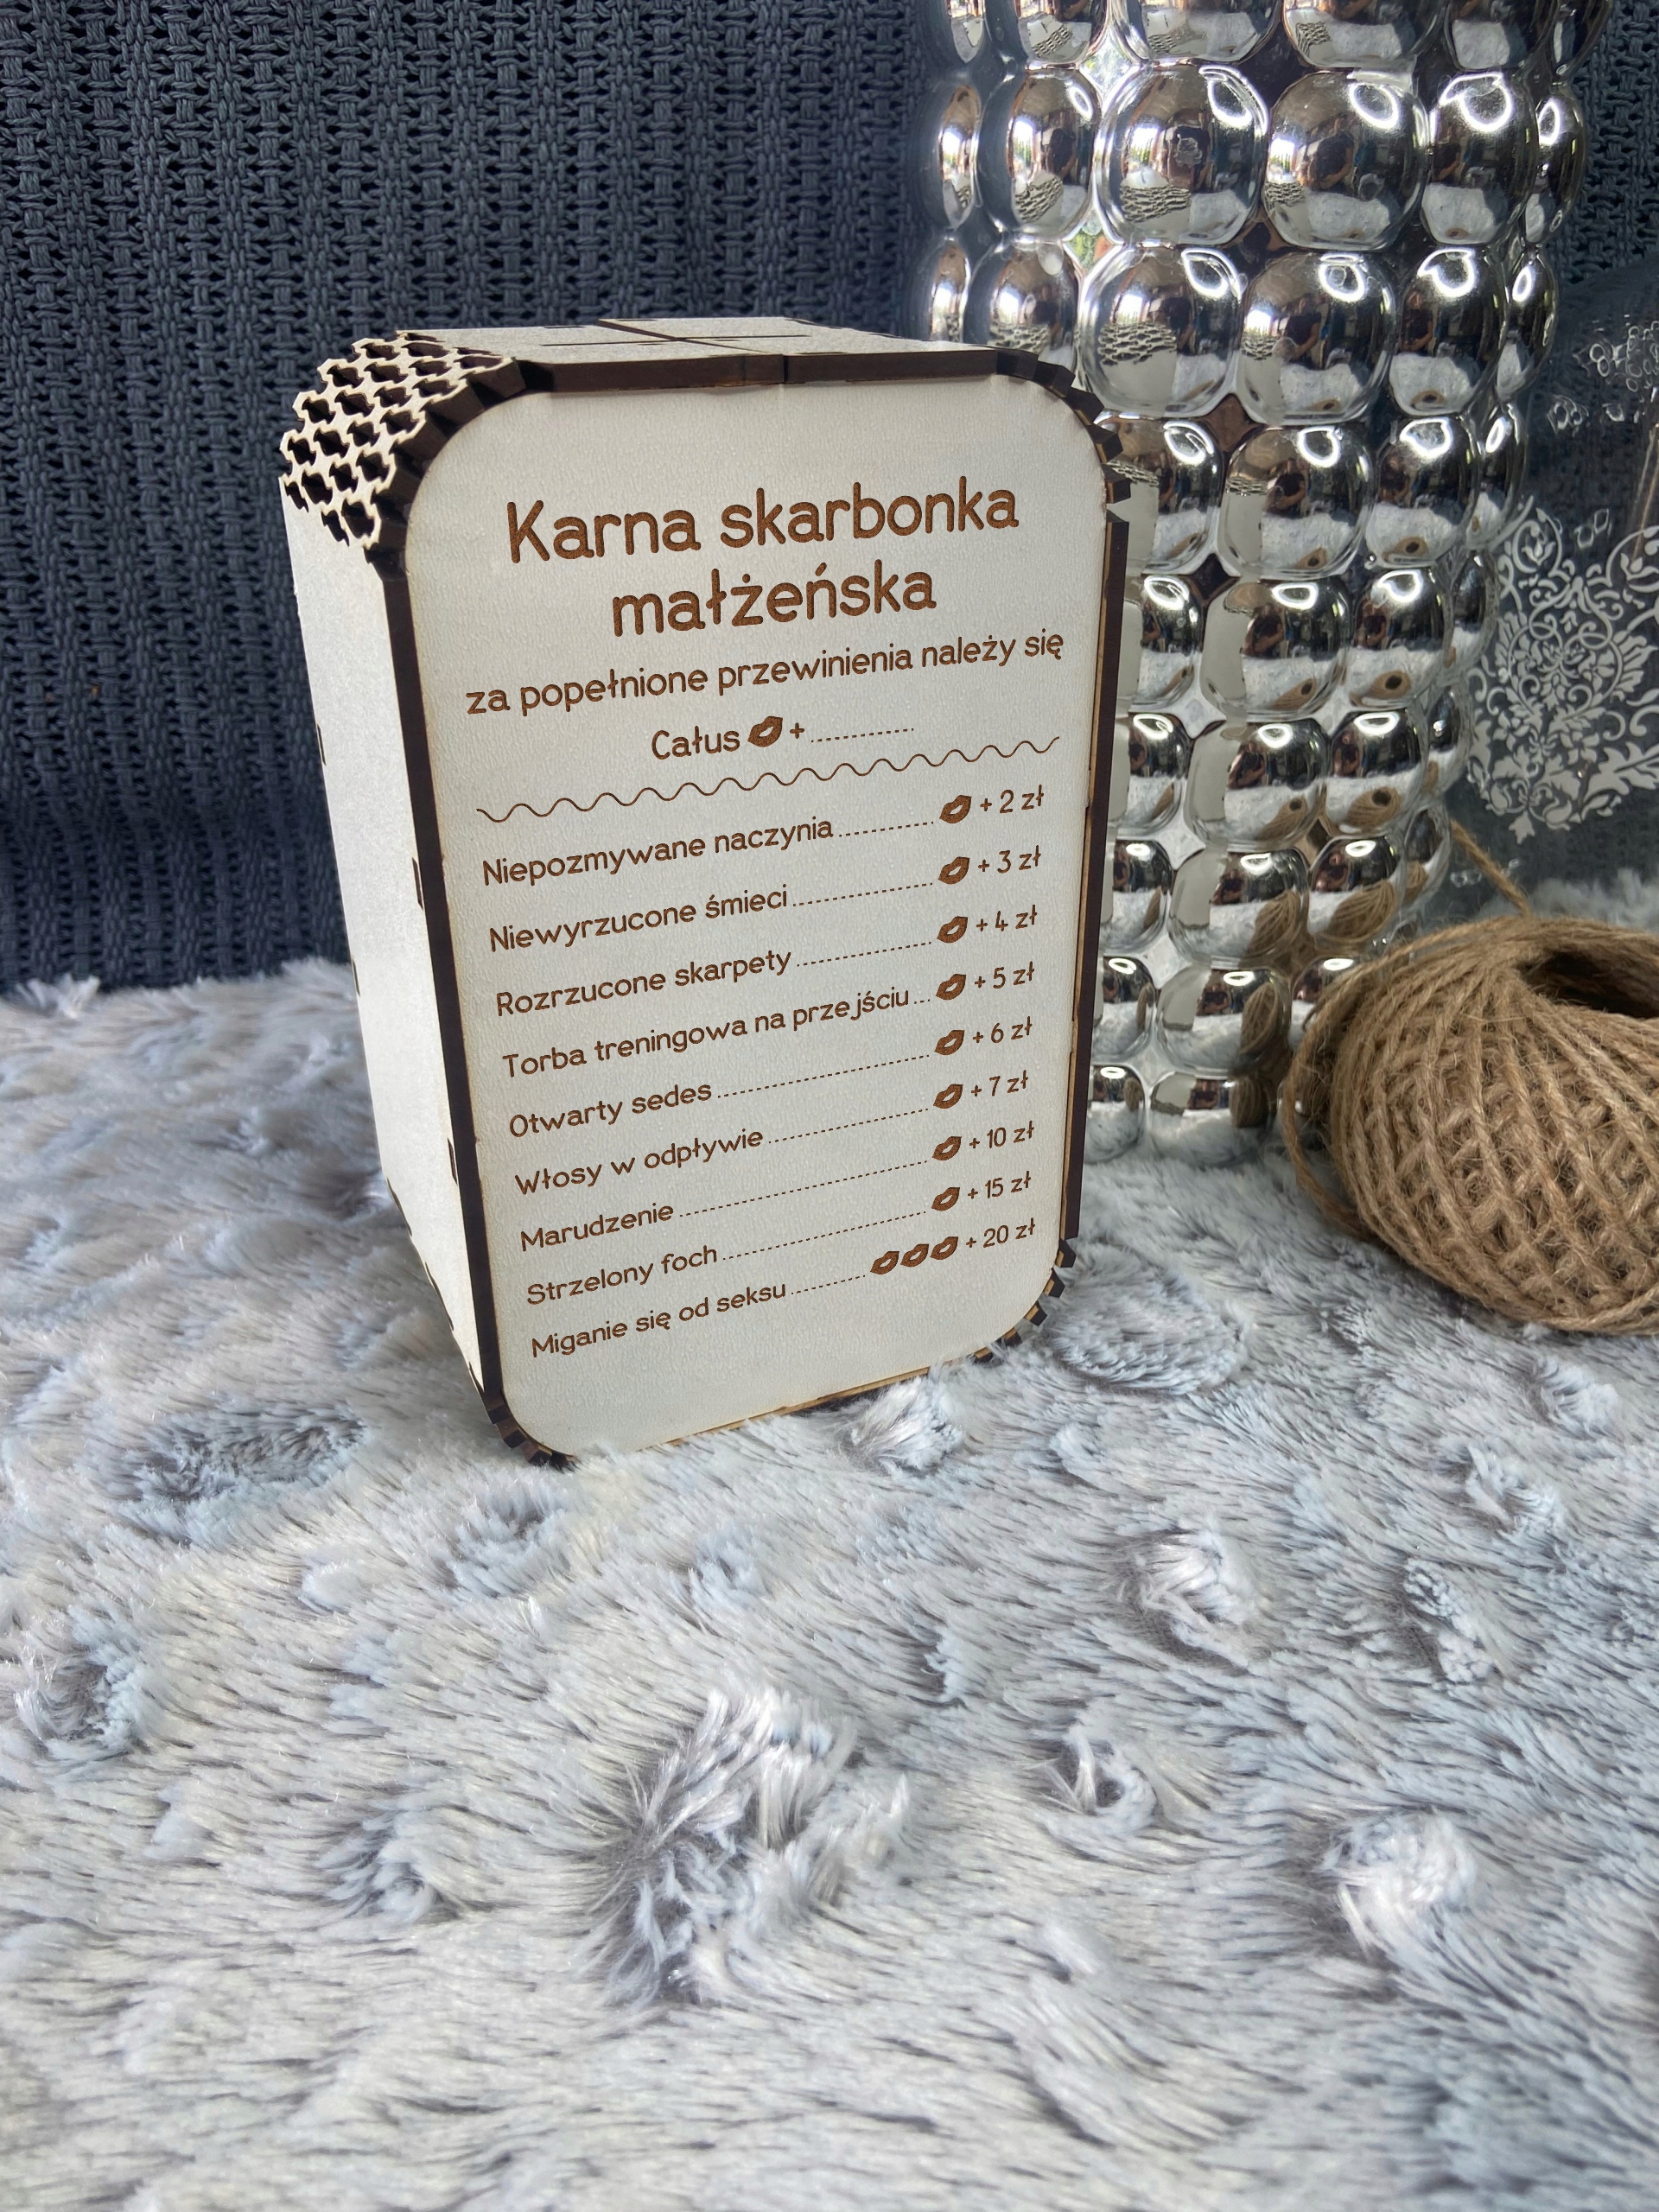 Karna skarbonka
małżeńska
za popełnione przewinienia należy się
Całus 💋 + ............
Niepozmywane naczynia ............ 💋 + 2 zł
Niewyrzucone śmieci ............ 💋 + 3 zł
Rozrzucone skarpety ............ 💋 + 4 zł
Torba treningowa na przejściu ... 💋 + 5 zł
Otwarty sedes ............ 💋 + 6 zł
Włosy w odpływie ............ 💋 + 7 zł
Marudzenie ............ 💋 + 10 zł
Strzelony foch ............ 💋 + 15 zł
Miganie się od seksu ......... 💋💋💋 + 20 zł